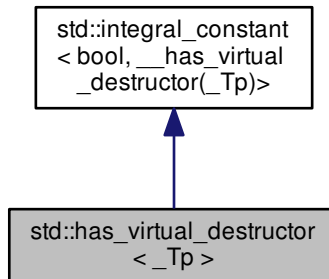 std::integral_constant
< bool, __has_virtual
_destructor(_Tp)>
std::has_virtual_destructor
< _Tp >